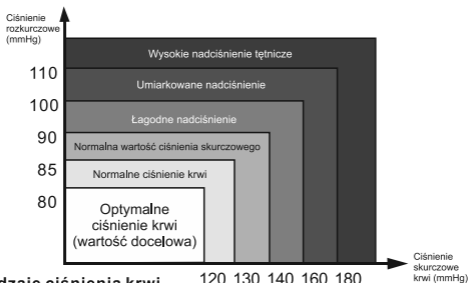 Ciśnienie
rozkurczowe
(mmHg)
Wysokie nadciśnienie tętnicze
110
Umiarkowane nadciśnienie
100
Łagodne nadciśnienie
90
Normalna wartość ciśnienia skurczowego
85
Normalne ciśnienie krwi
80
Optymalne
ciśnienie krwi
(wartość docelowa)
Ciśnienie
skurczowe
krwi (mmHg)
120 130 140 160 180
ciśnienia krwi